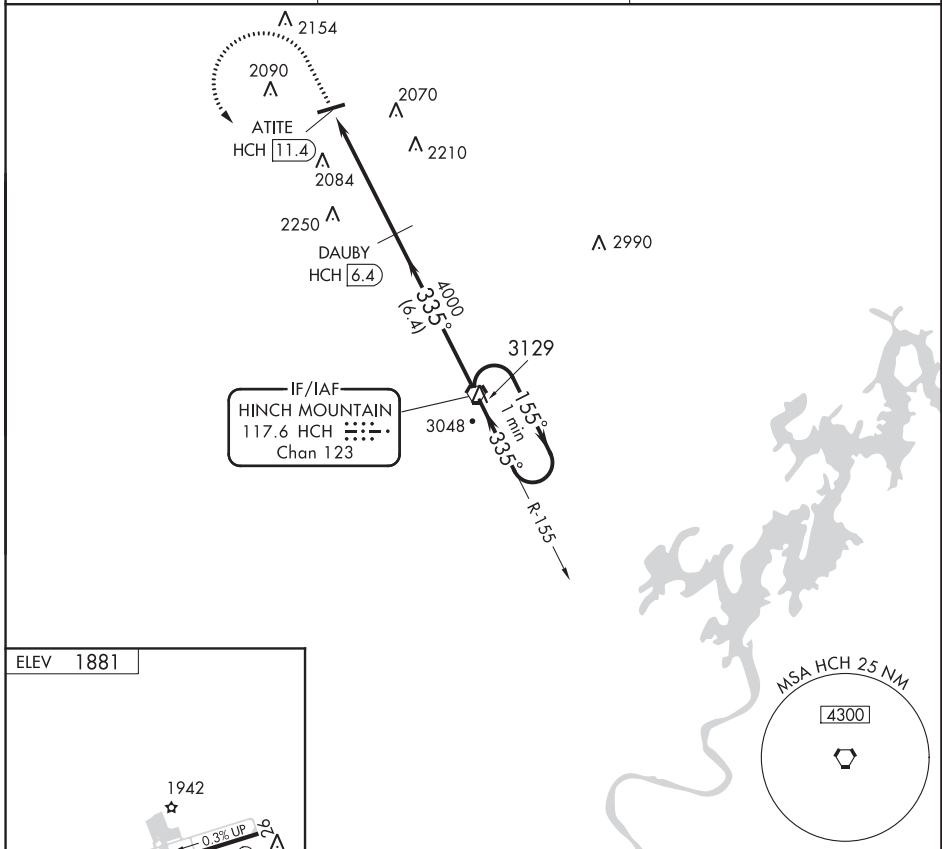 2154
2090
2070
ATITE
HCH 11.4
2210
2084
2250
DAUBY
HCH 6.4
2990
4000
335°
(6.4)
3129
IF/IAF
HINCH MOUNTAIN
117.6 HCH
Chan 123
3048
155°
1 min
335°
R-155
ELEV 1881
MSA HCH 25 NM
4300
1942
0.3% UP
26